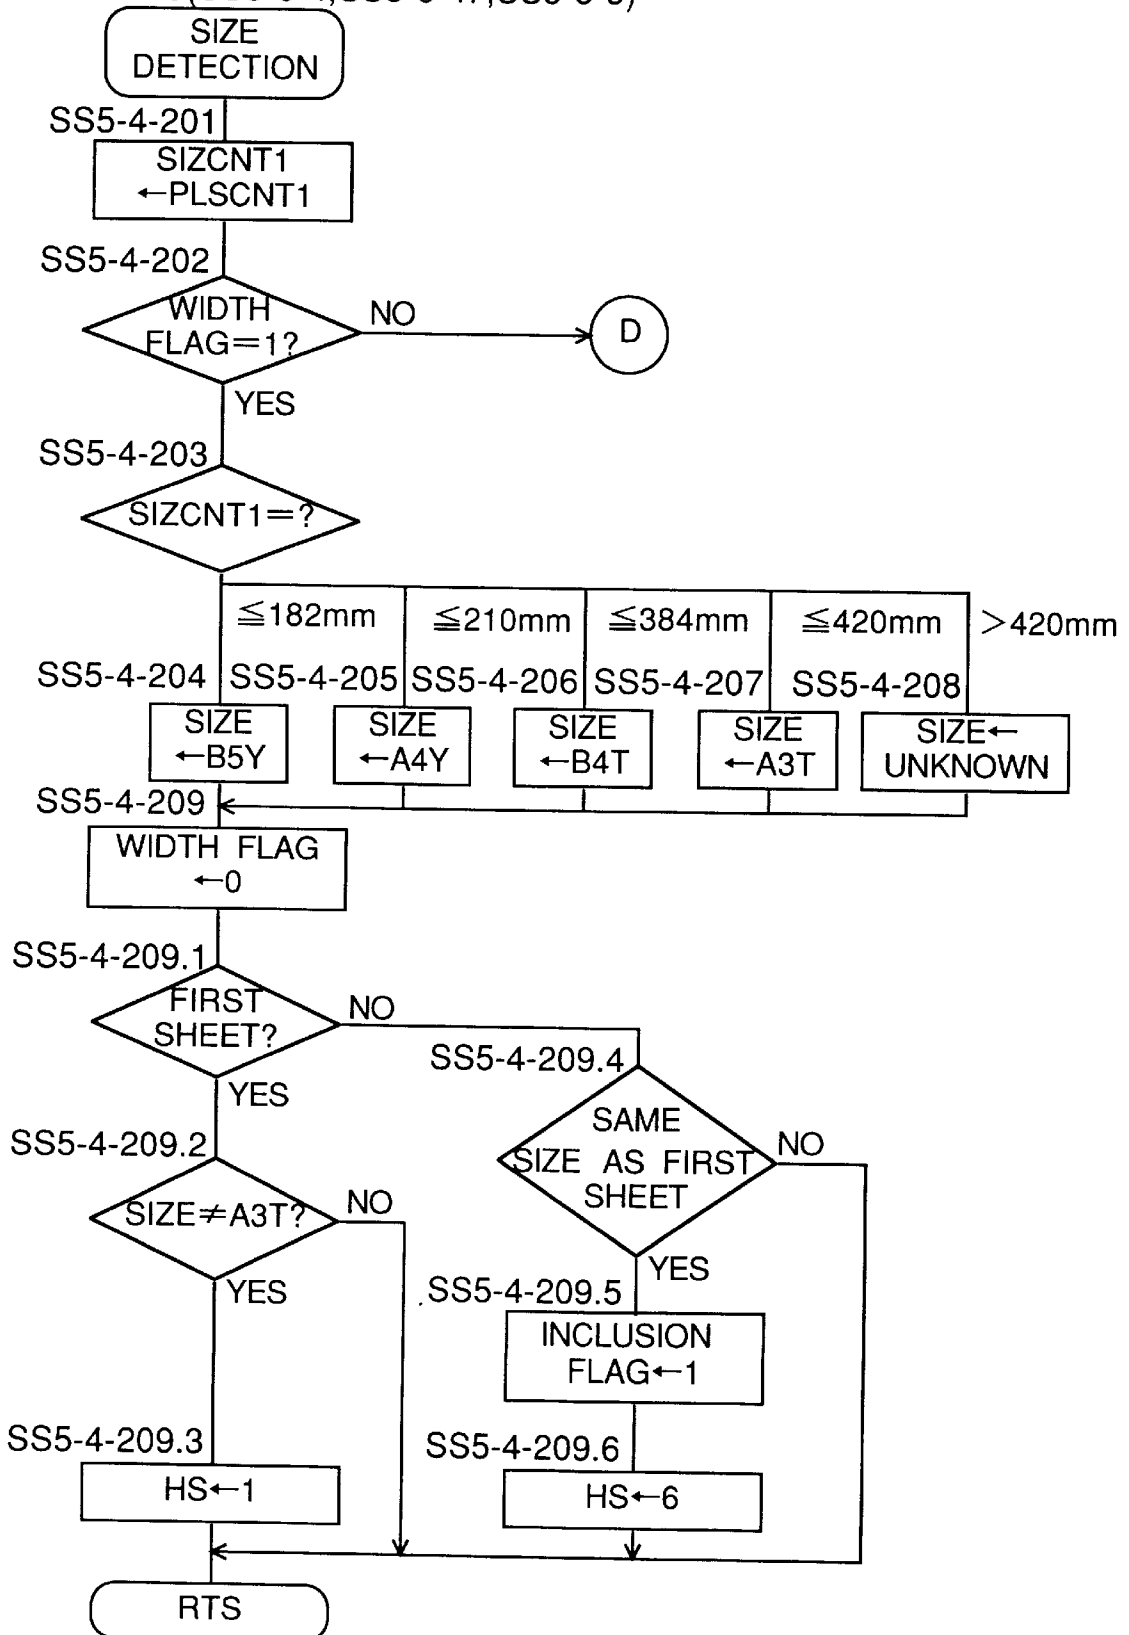 SIZE
DETECTION
SS5-4-201
SIZCNT1
←PLSCNT1
SS5-4-202
WIDTH
FLAG=1?
NO
D
YES
SS5-4-203
SIZCNT1=?
≦182mm
≦210mm
≦384mm
≦420mm
>420mm
SS5-4-204
SS5-4-205
SS5-4-206
SS5-4-207
SS5-4-208
SIZE
←B5Y
SIZE
←A4Y
SIZE
←B4T
SIZE
←A3T
SIZE←
UNKNOWN
SS5-4-209
WIDTH FLAG
←0
SS5-4-209.1
FIRST
SHEET?
NO
YES
SS5-4-209.4
SAME
SIZE AS FIRST
SHEET
NO
YES
SS5-4-209.2
SIZE≠A3T?
NO
YES
SS5-4-209.5
INCLUSION
FLAG←1
SS5-4-209.3
HS←1
SS5-4-209.6
HS←6
RTS